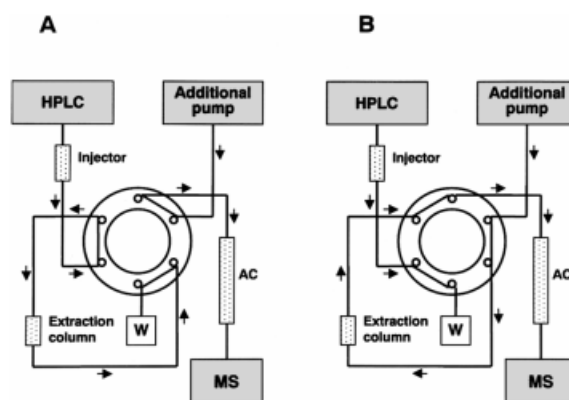 A
HPLC
Additional
pump
Injector
AC
Extraction
column
W
MS
B
HPLC
Additional
pump
Injector
AC
Extraction
column
W
MS